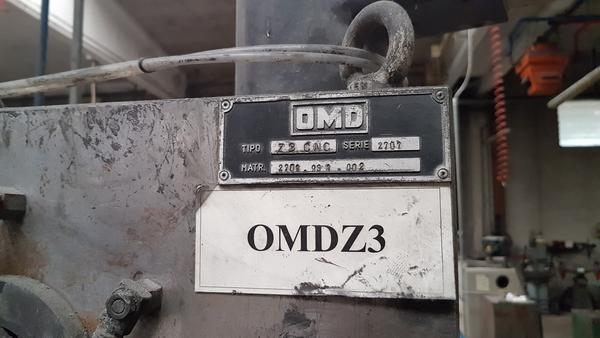 OMD
TIPO Z3 CNC SERIE 2707
MATR.
OMDZ3